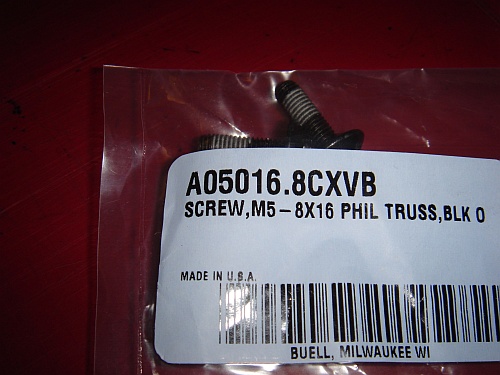 A05016.8CXVB
SCREW,M5-8X16 PHIL TRUSS,BLK O
MADE IN U.S.A.
BUELL, MILWAUKEE WI